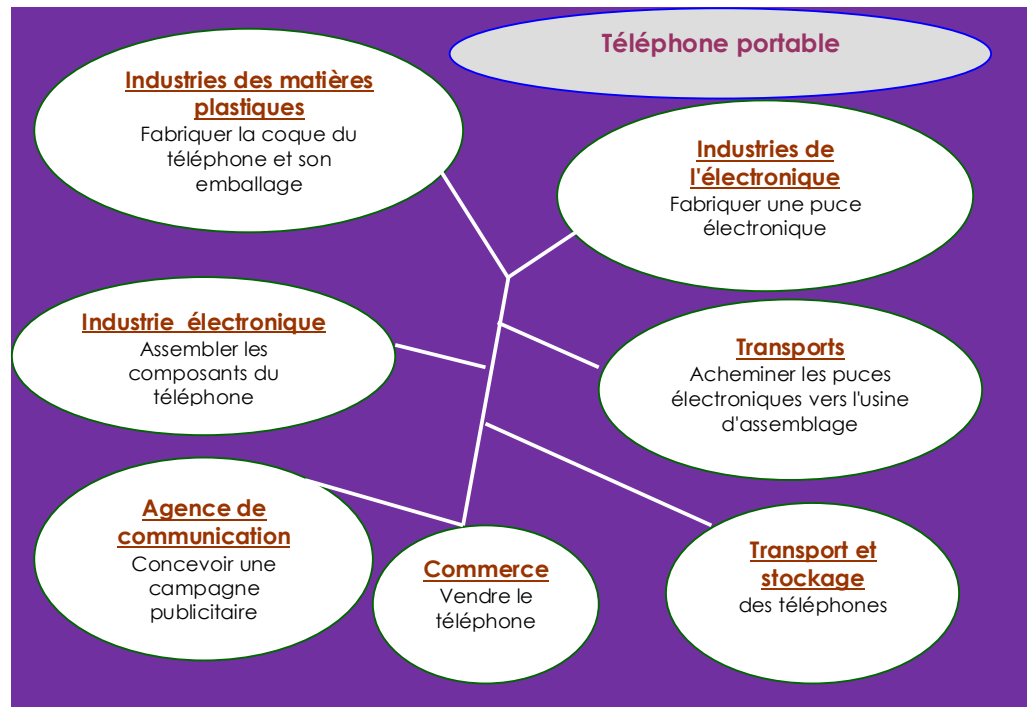 Téléphone portable
Industries des matières
plastiques
Fabriquer la coque du
téléphone et son
emballage
Industries de
l'électronique
Fabriquer une puce
électronique
Industrie  électronique
Assembler les
composants du
téléphone
Transports
Acheminer les puces
électroniques vers l'usine
d'assemblage
Agence de
communication
Concevoir une
campagne
publicitaire
Commerce
Vendre le
téléphone
Transport et
stockage
des téléphones